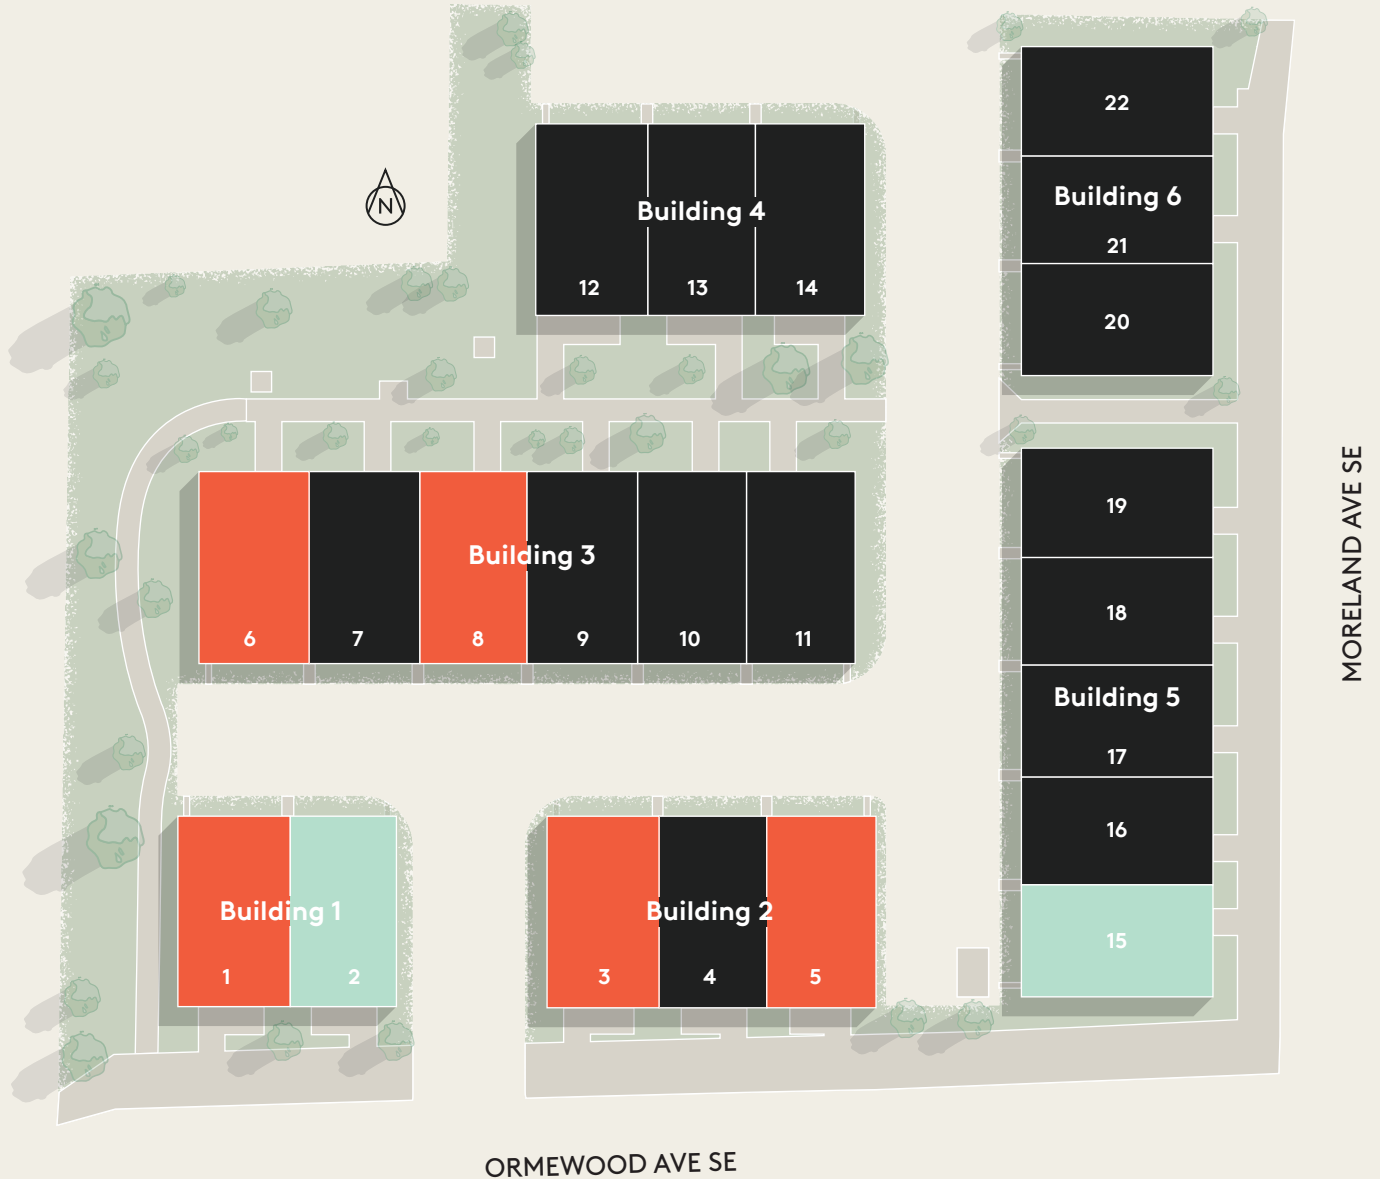 22
Building 6
21
20
N
Building 4
12 13 14
MORELAND AVE SE
19
18
Building 5
17
16
15
Building 3
6 7 8 9 10 11
Building 1
1 2
Building 2
3 4 5
ORMEWOOD AVE SE